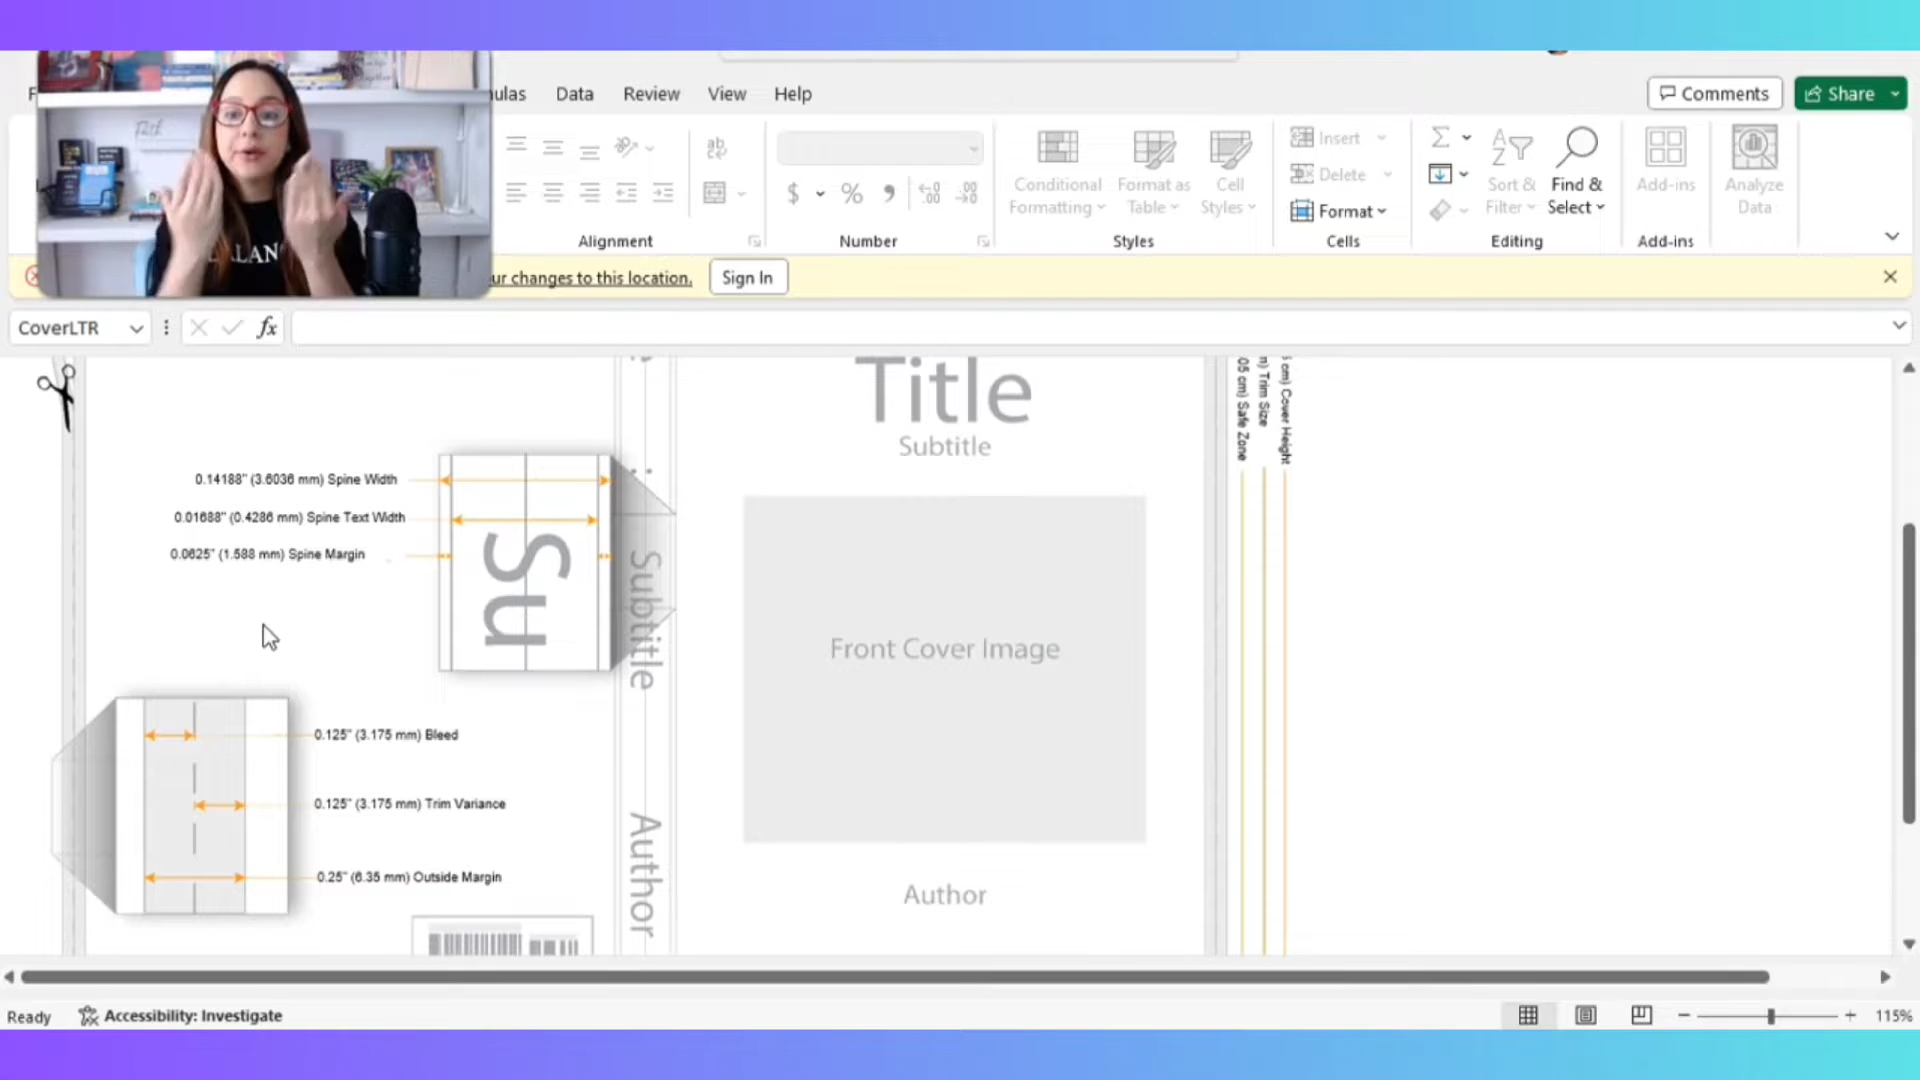 ulas Data Review View Help
Comments Share
Insert
Delete
Format
Conditional
Formatting
Format as
Table
Cell
Styles
Sort &
Filter
Find &
Select
Add-ins
Analyze
Data
Alignment Number Styles Cells Editing Add-ins
ur changes to this location. Sign In
CoverLTR fx
Title
Subtitle
0.14188" (3.6036 mm) Spine Width
0.01688" (0.4286 mm) Spine Text Width
0.0625" (1.588 mm) Spine Margin
Su
Subtitle
Author
Front Cover Image
Author
0.125" (3.175 mm) Bleed
0.125" (3.175 mm) Trim Variance
0.25" (6.35 mm) Outside Margin
cm) Cover Height
Trim Size
05 cm) Safe Zone
Ready Accessibility: Investigate 115%